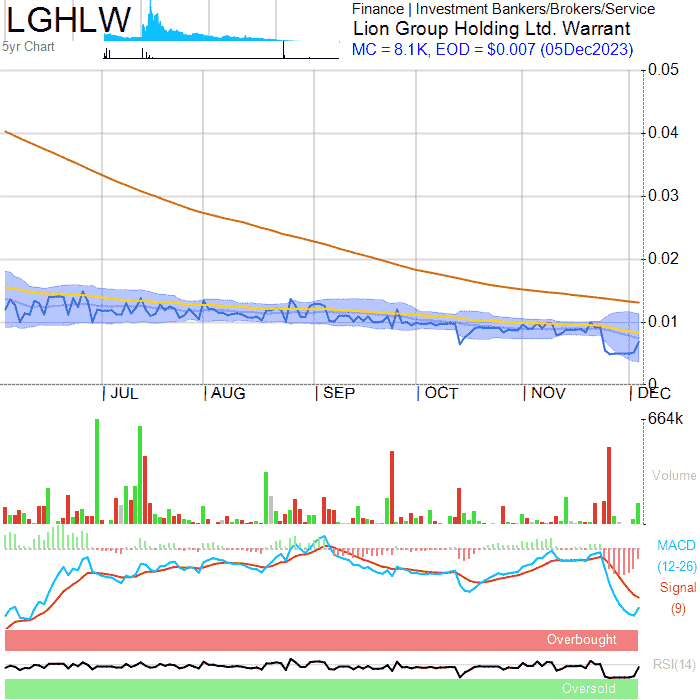 LGHLW
5yr Chart
Finance | Investment Bankers/Brokers/Service
Lion Group Holding Ltd. Warrant
MC = 8.1K, EOD = $0.007 (05Dec2023)
0.05
0.04
0.03
0.02
0.01
0
JUL AUG SEP OCT NOV DEC
664k
Volume
MACD
(12-26)
Signal
(9)
Overbought
RSI(14)
Oversold